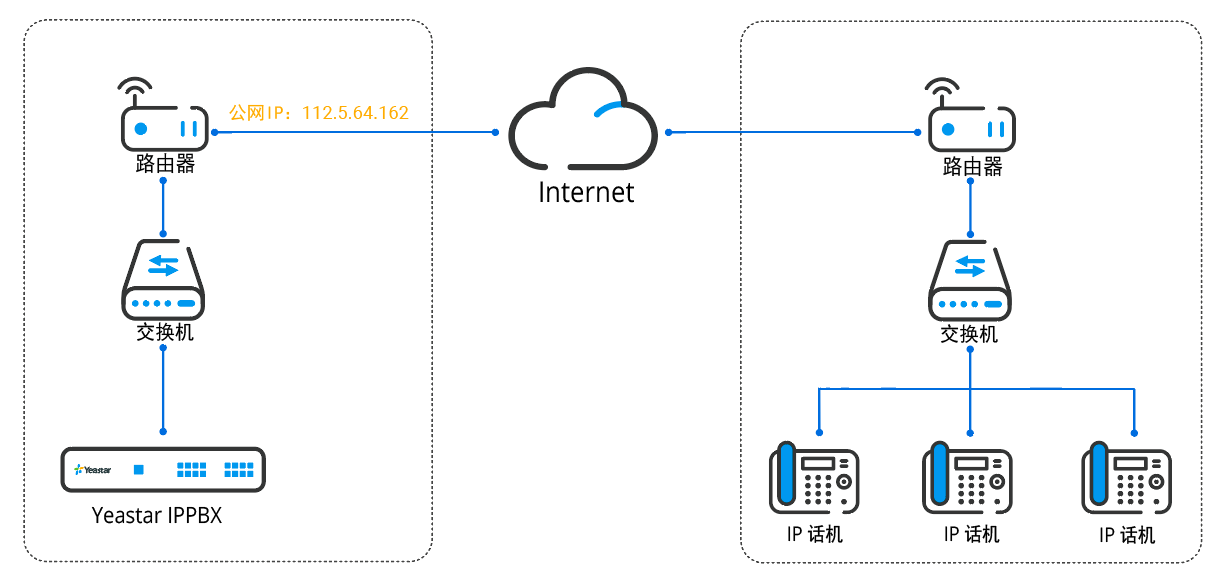 公网IP：112.5.64.162
路由器
Internet
路由器
交换机
交换机
Yeastar
Yeastar IPPBX
IP 话机
IP 话机
IP 话机